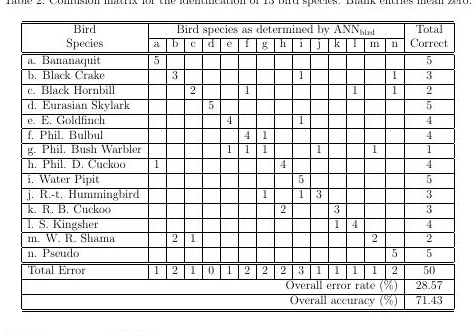 Table 2. Confusion matrix for the identification of 13 bird species. Blank entries mean zero.
Bird Species Bird species as determined by ANNbird Total Correct
a b c d e f g h i j k l m n
a. Bananaquit 5 5
b. Black Crake 3 1 1 3
c. Black Hornbill 2 1 1 1 2
d. Eurasian Skylark 5 5
e. E. Goldfinch 4 1 4
f. Phil. Bulbul 4 1 4
g. Phil. Bush Warbler 1 1 1 1 1 1
h. Phil. D. Cuckoo 1 4 4
i. Water Pipit 5 5
j. R.-t. Hummingbird 1 1 3 3
k. R. B. Cuckoo 2 3 3
l. S. Kingsher 1 4 4
m. W. R. Shama 2 1 2 2
n. Pseudo 5 5
Total Error 1 2 1 0 1 2 2 2 3 1 1 1 1 2 50
Overall error rate (%) 28.57
Overall accuracy (%) 71.43